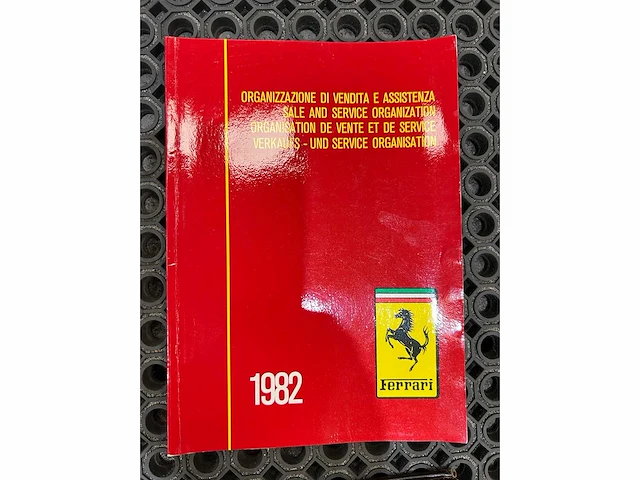 ORGANIZZAZIONE DI VENDITA E ASSISTENZA
SALE AND SERVICE ORGANIZATION
ORGANISATION DE VENTE ET DE SERVICE
VERKAUFS - UND SERVICE ORGANISATION
Ferrari
1982